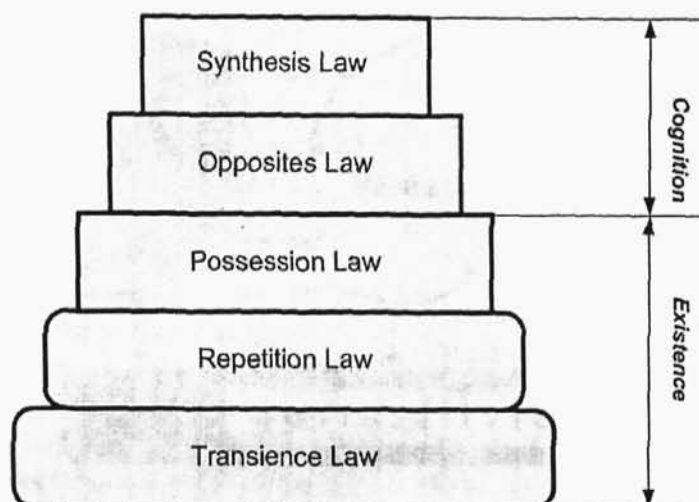 Synthesis Law
Opposites Law
Possession Law
Repetition Law
Transience Law
Cognition
Existence